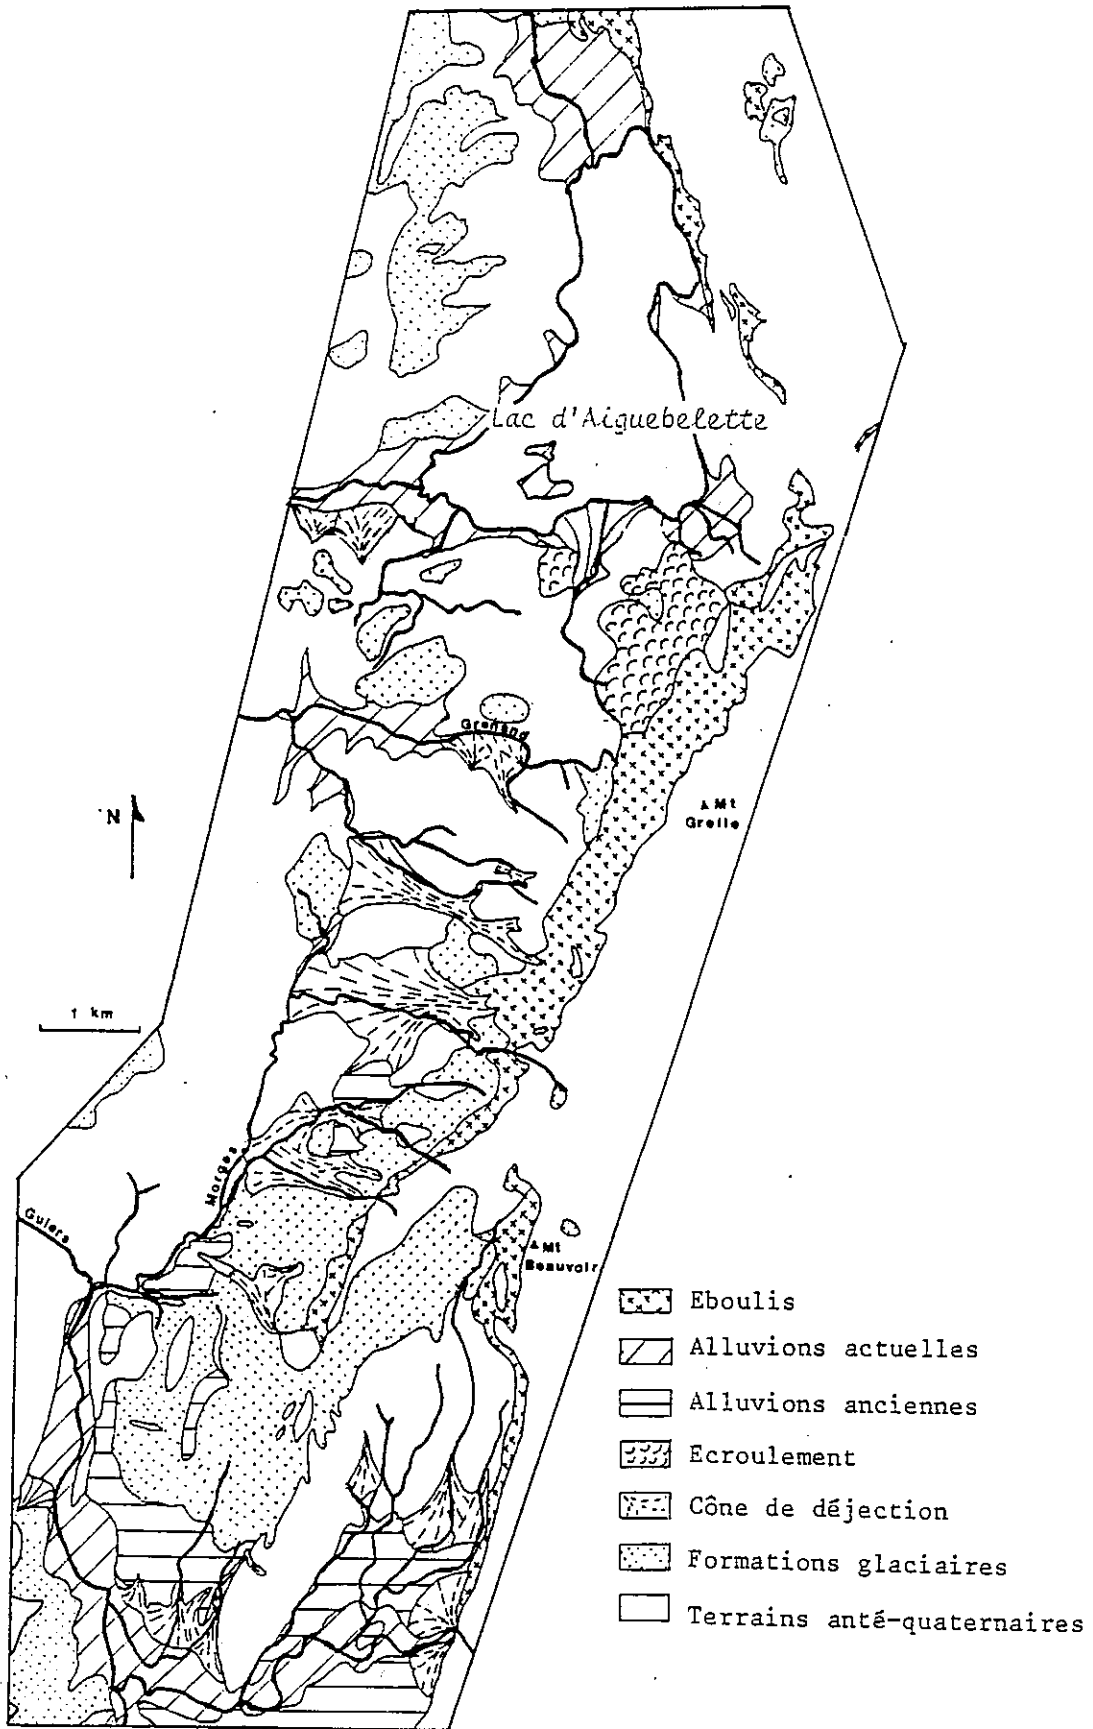 Lac d'Aiguebelette
Grenand
Mt
Grelle
N
1 km
Morges
Guiers
Mt
Beauvoir
Eboulis
Alluvions actuelles
Alluvions anciennes
Ecroulement
Cône de déjection
Formations glaciaires
Terrains anté-quaternaires